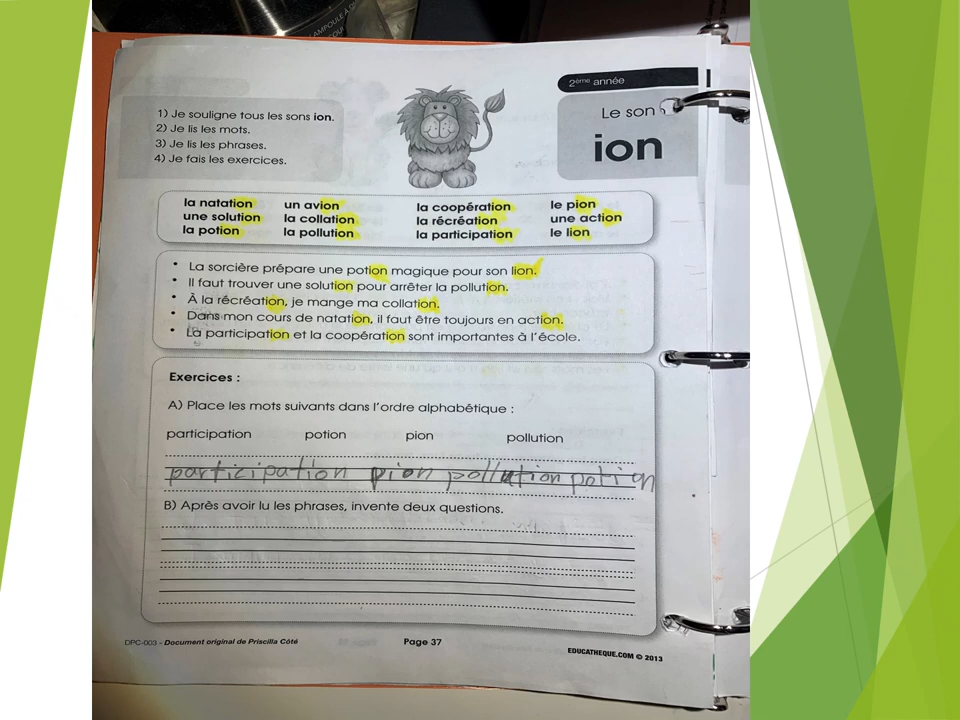 LAMPOULE À
2ème année
1) Je souligne tous les sons ion.
2) Je lis les mots.
3) Je lis les phrases.
4) Je fais les exercices.
Le son
ion
la natation un avion la coopération le pion
une solution la collation la récréation une action
la potion la pollution la participation le lion
• La sorcière prépare une potion magique pour son lion.
• Il faut trouver une solution pour arrêter la pollution.
• À la récréation, je mange ma collation.
• Dans mon cours de natation, il faut être toujours en action.
• La participation et la coopération sont importantes à l'école.
Exercices :
A) Place les mots suivants dans l'ordre alphabétique :
participation potion pion pollution
participation pion pollution potion
B) Après avoir lu les phrases, invente deux questions.
DPC-003 - Document original de Priscilla Côté
Page 37
EDUCATHEQUE.COM © 2013